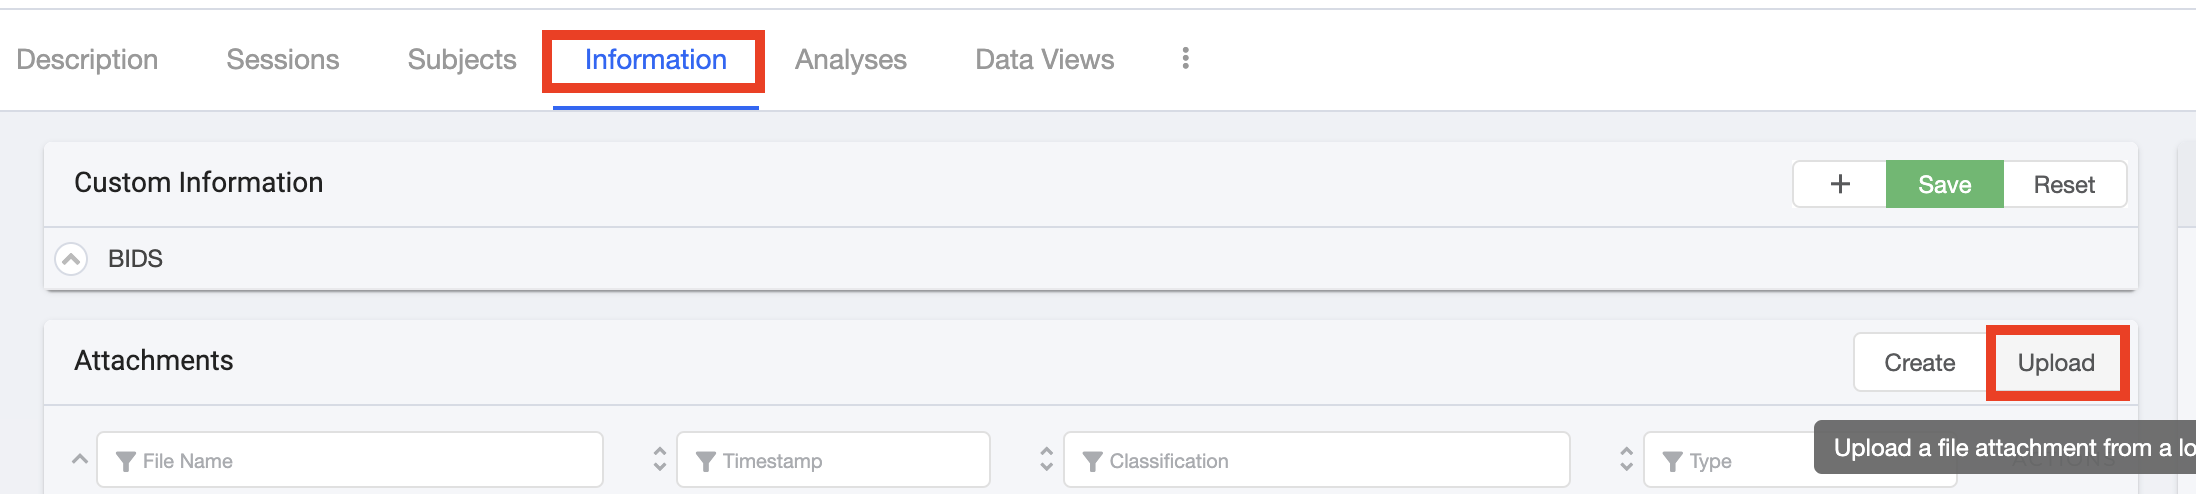 Description Sessions Subjects Information Analyses Data Views
Custom Information + Save Reset
BIDS
Attachments Create Upload
Upload a file attachment from a lo
File Name Timestamp Classification Type